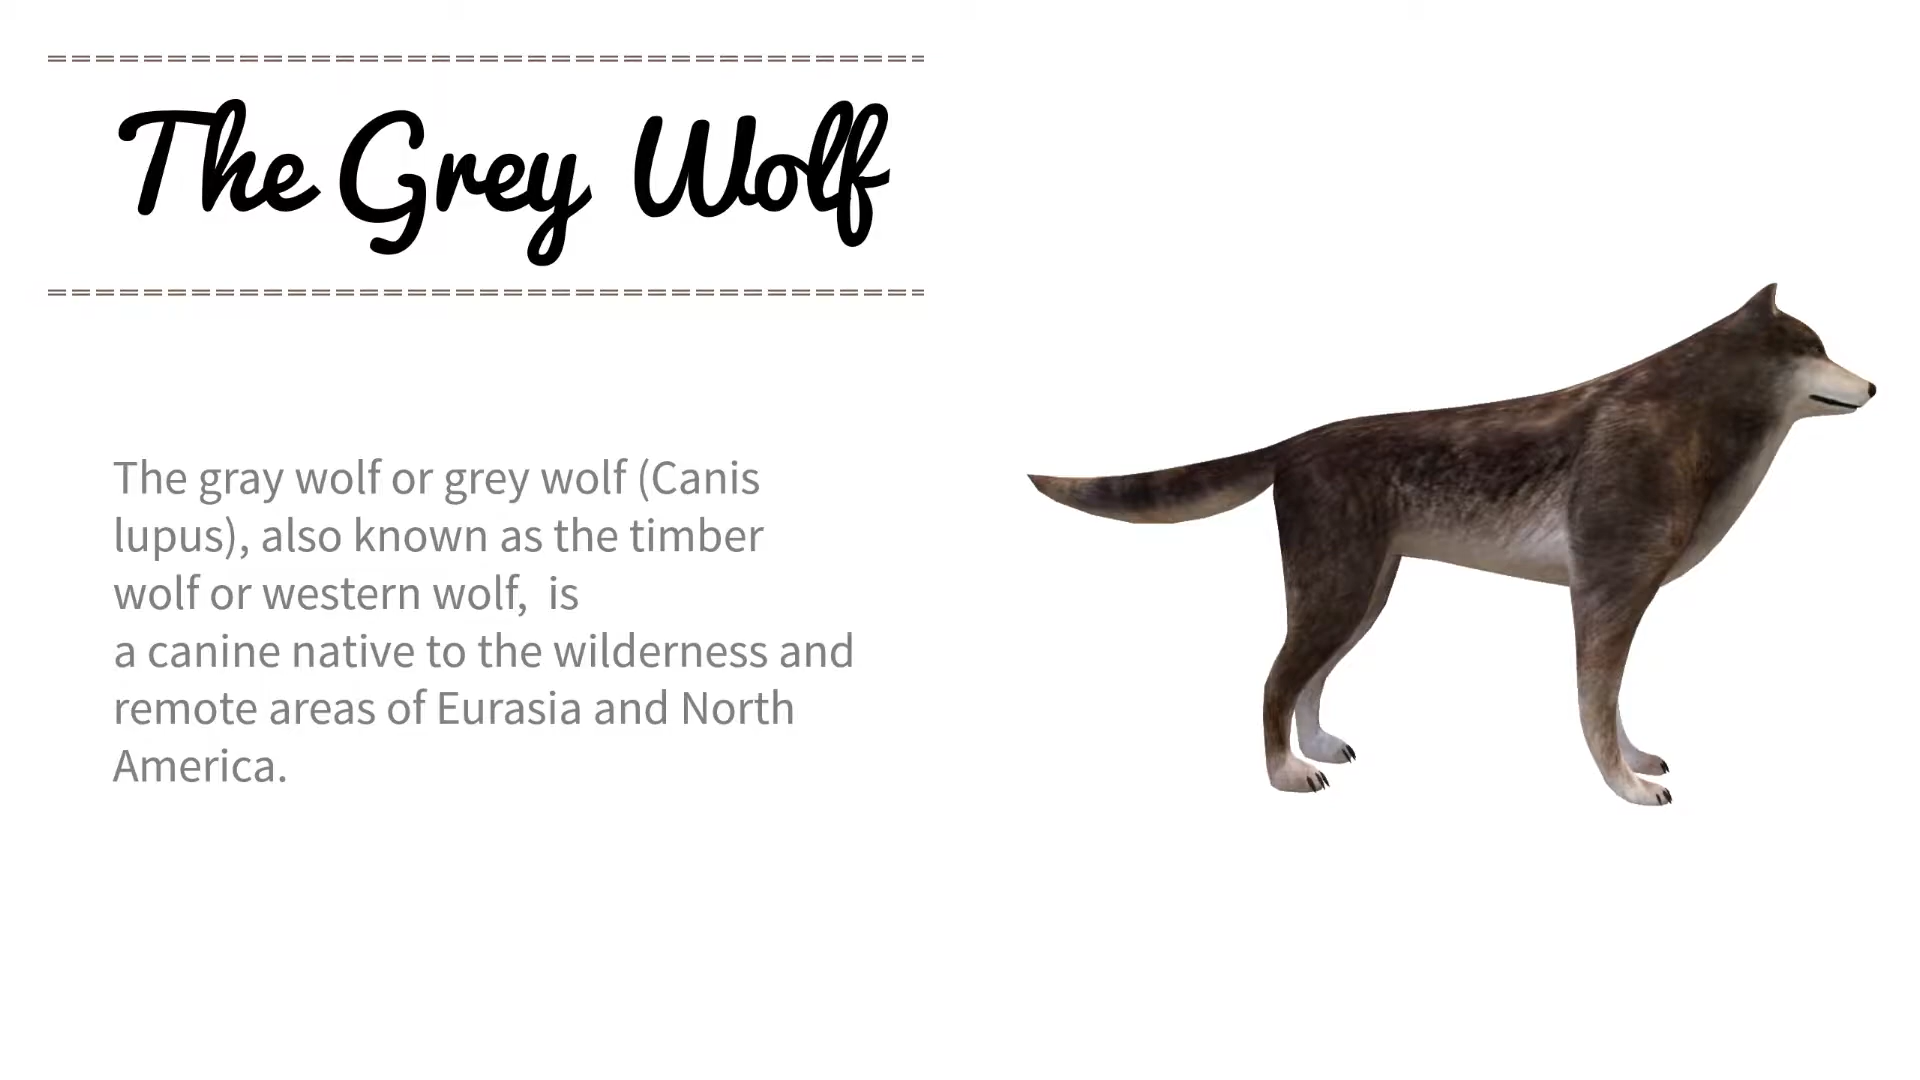 The Grey Wolf
The gray wolf or grey wolf (Canis
lupus), also known as the timber
wolf or western wolf,  is
a canine native to the wilderness and
remote areas of Eurasia and North
America.